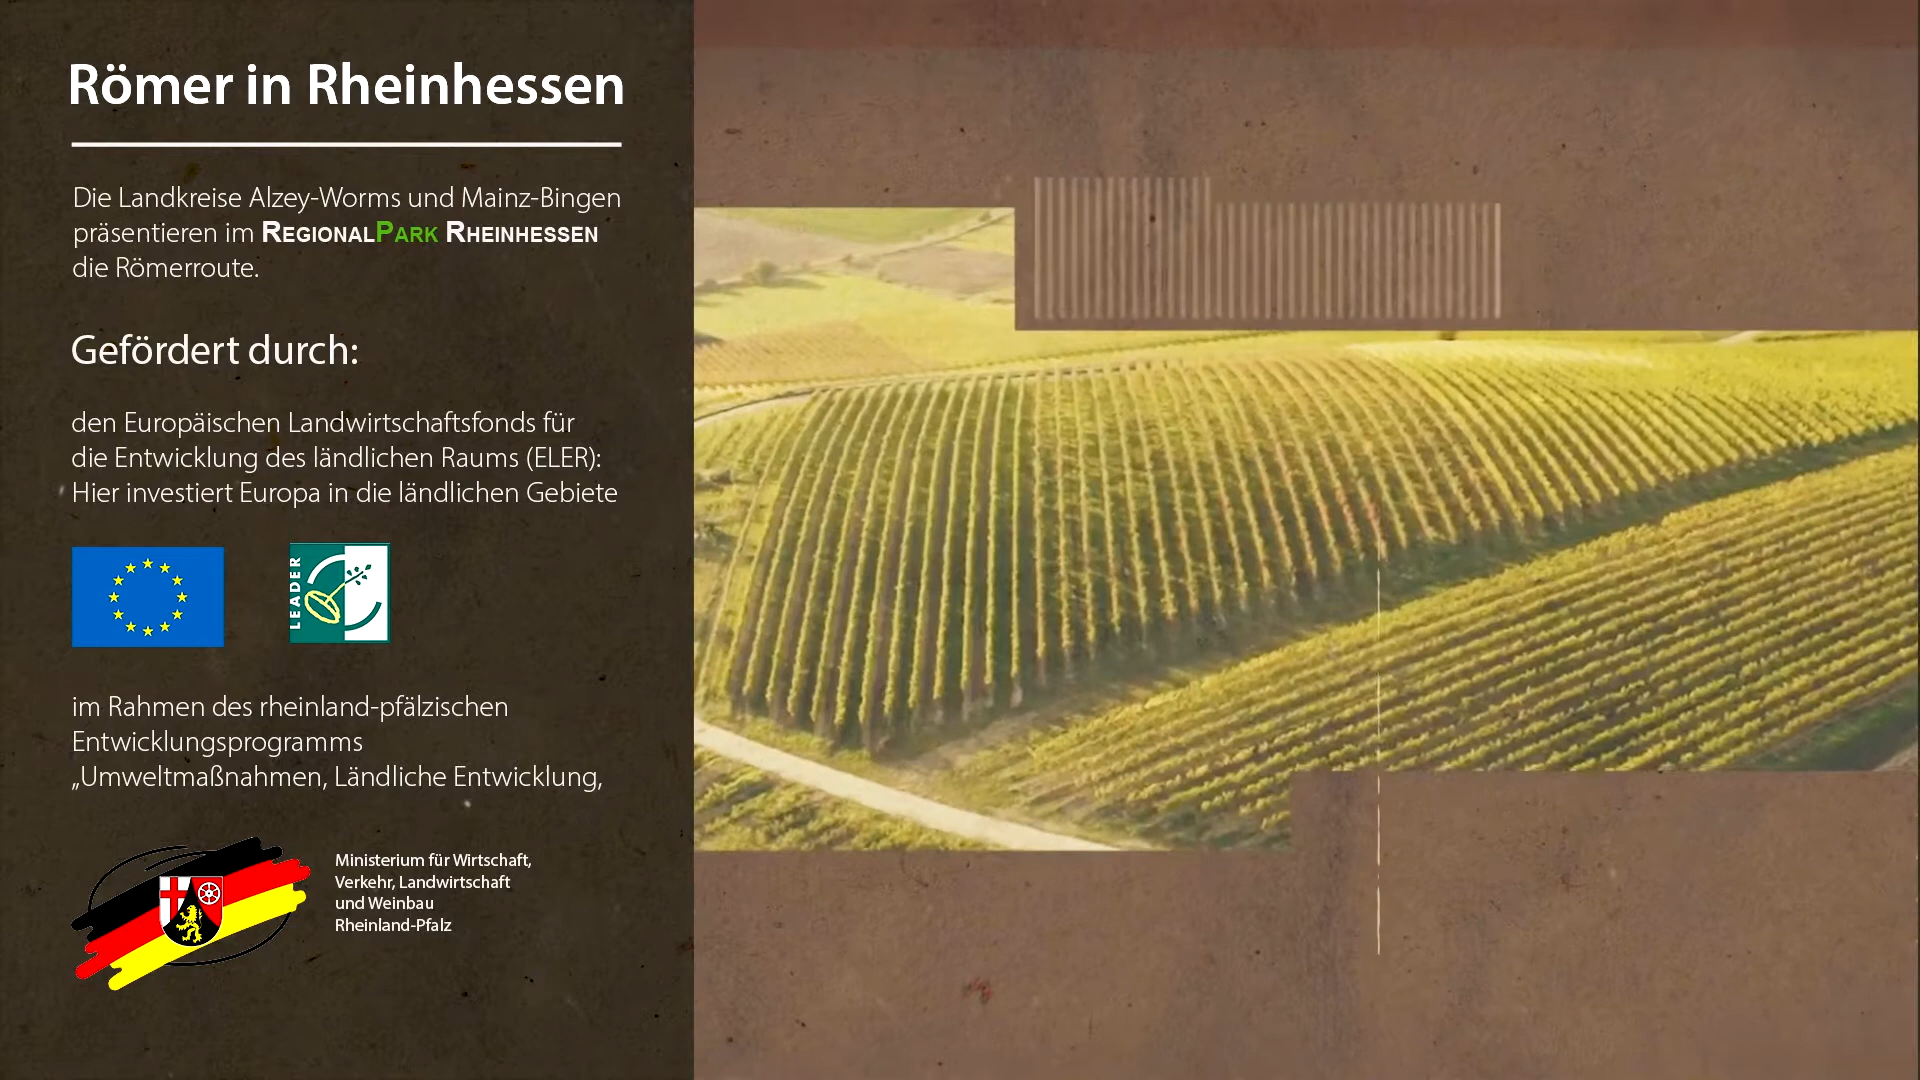 Römer in Rheinhessen
Die Landkreise Alzey-Worms und Mainz-Bingen
präsentieren im REGIONALPARK RHEINHESSEN
die Römerroute.
Gefördert durch:
den Europäischen Landwirtschaftsfonds für
die Entwicklung des ländlichen Raums (ELER):
Hier investiert Europa in die ländlichen Gebiete
LEADER
im Rahmen des rheinland-pfälzischen
Entwicklungsprogramms
„Umweltmaßnahmen, Ländliche Entwicklung,
Ministerium für Wirtschaft,
Verkehr, Landwirtschaft
und Weinbau
Rheinland-Pfalz